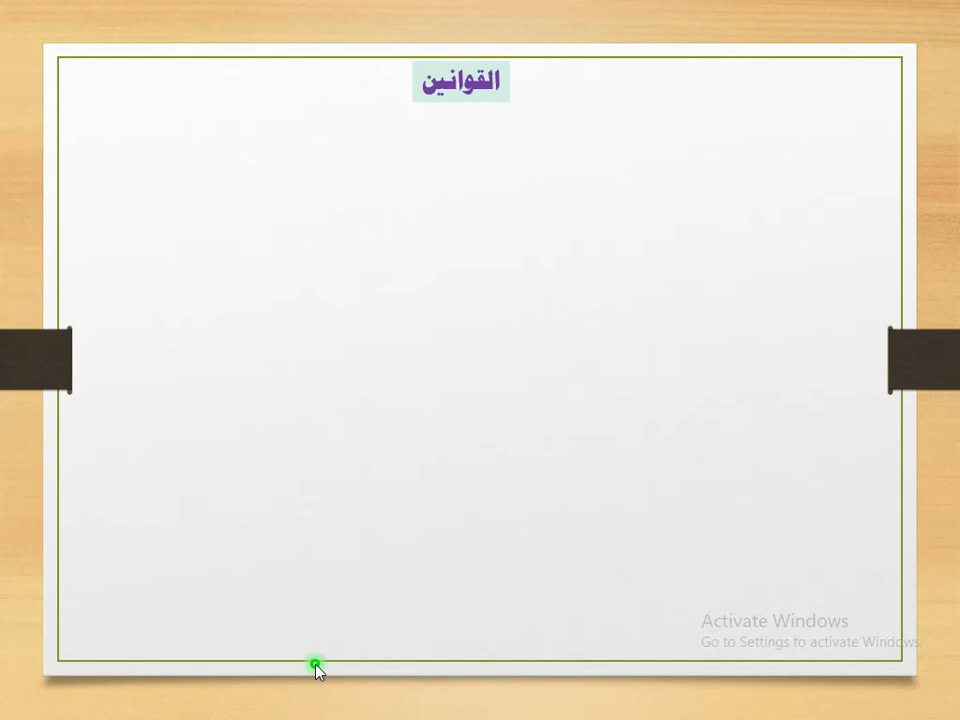 القوانين
Activate Windows
Go to Settings to activate Windows.